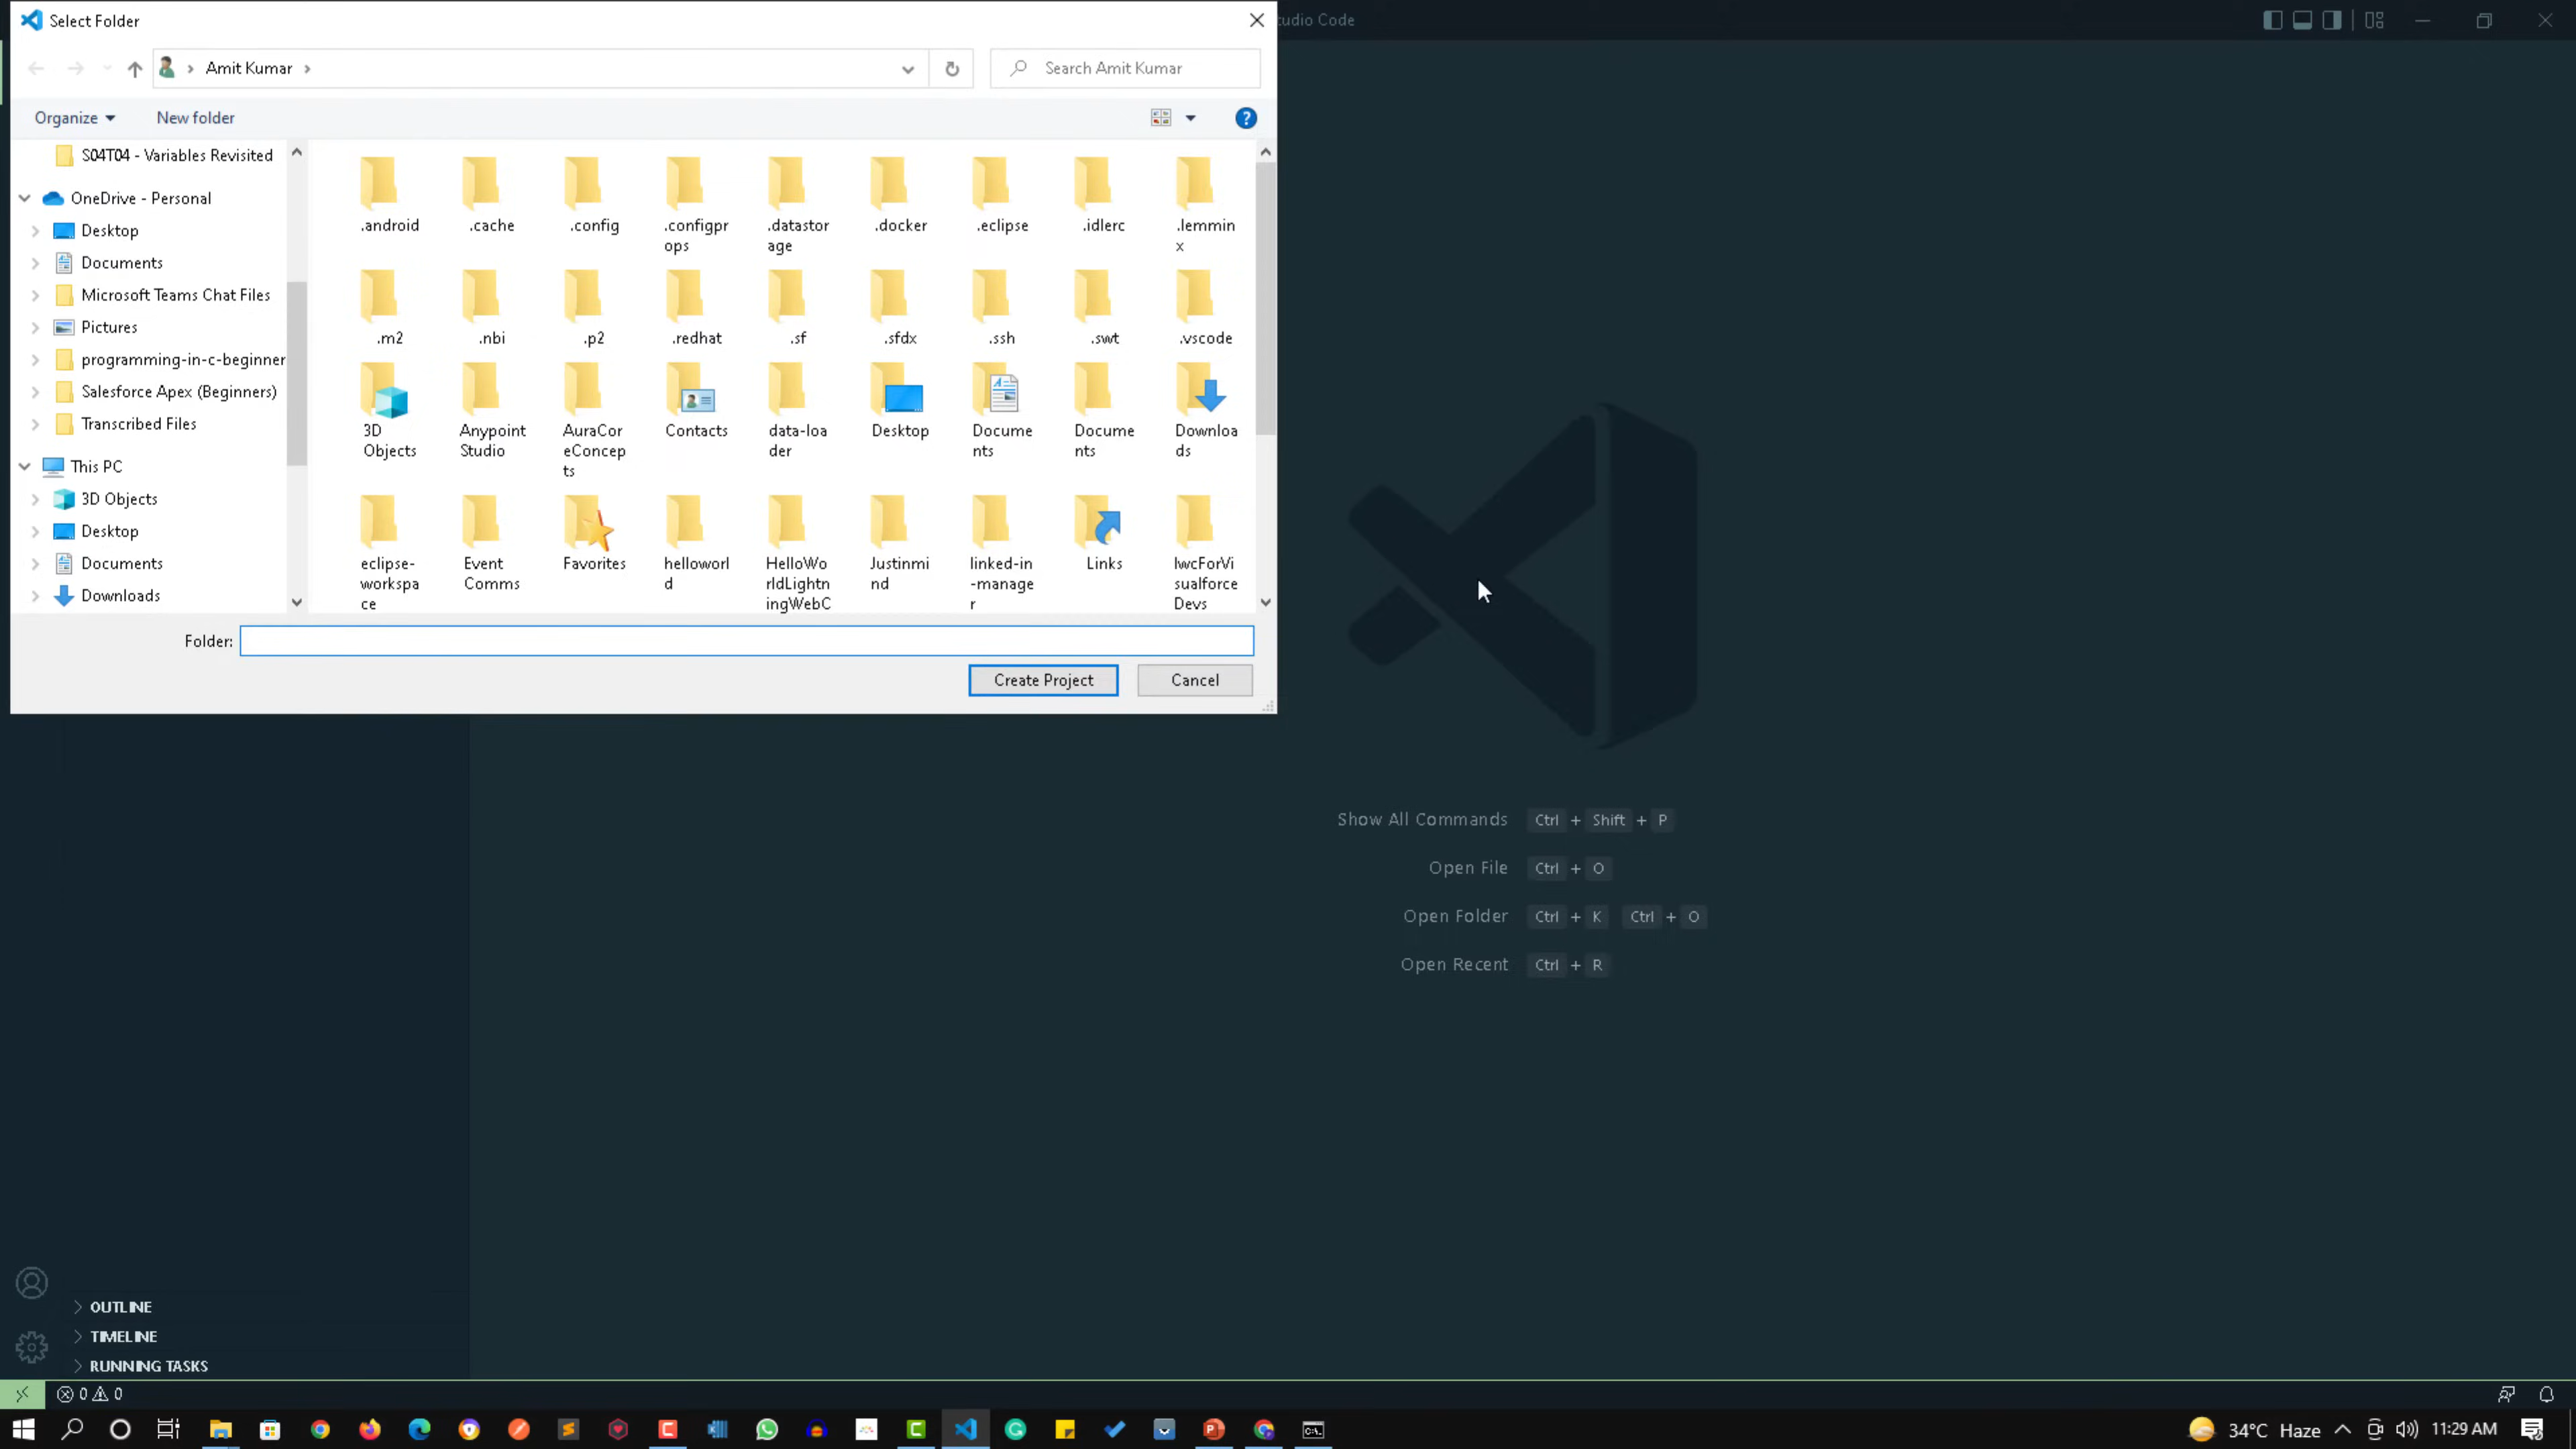 Select Folder
tudio Code
Amit Kumar
Search Amit Kumar
Organize
New folder
S04T04 - Variables Revisited
OneDrive - Personal
Desktop
Documents
Microsoft Teams Chat Files
Pictures
programming-in-c-beginner
Salesforce Apex (Beginners)
Transcribed Files
This PC
3D Objects
Desktop
Documents
Downloads
.android
.cache
.config
.configpr
ops
.datastor
age
.docker
.eclipse
.idlerc
.lemmin
x
.m2
.nbi
.p2
.redhat
.sf
.sfdx
.ssh
.swt
.vscode
3D
Objects
Anypoint
Studio
AuraCor
eConcep
ts
Contacts
data-loa
der
Desktop
Docume
nts
Docume
nts
Downloa
ds
eclipse-
workspa
ce
Event
Comms
Favorites
helloworl
d
HelloWo
rldLightn
ingWebC
Justinmi
nd
linked-in
-manage
r
Links
lwcForVi
sualforce
Devs
Folder:
Create Project
Cancel
Show All Commands Ctrl + Shift + P
Open File Ctrl + O
Open Folder Ctrl + K Ctrl + O
Open Recent Ctrl + R
OUTLINE
TIMELINE
RUNNING TASKS
0 0
34°C Haze
11:29 AM